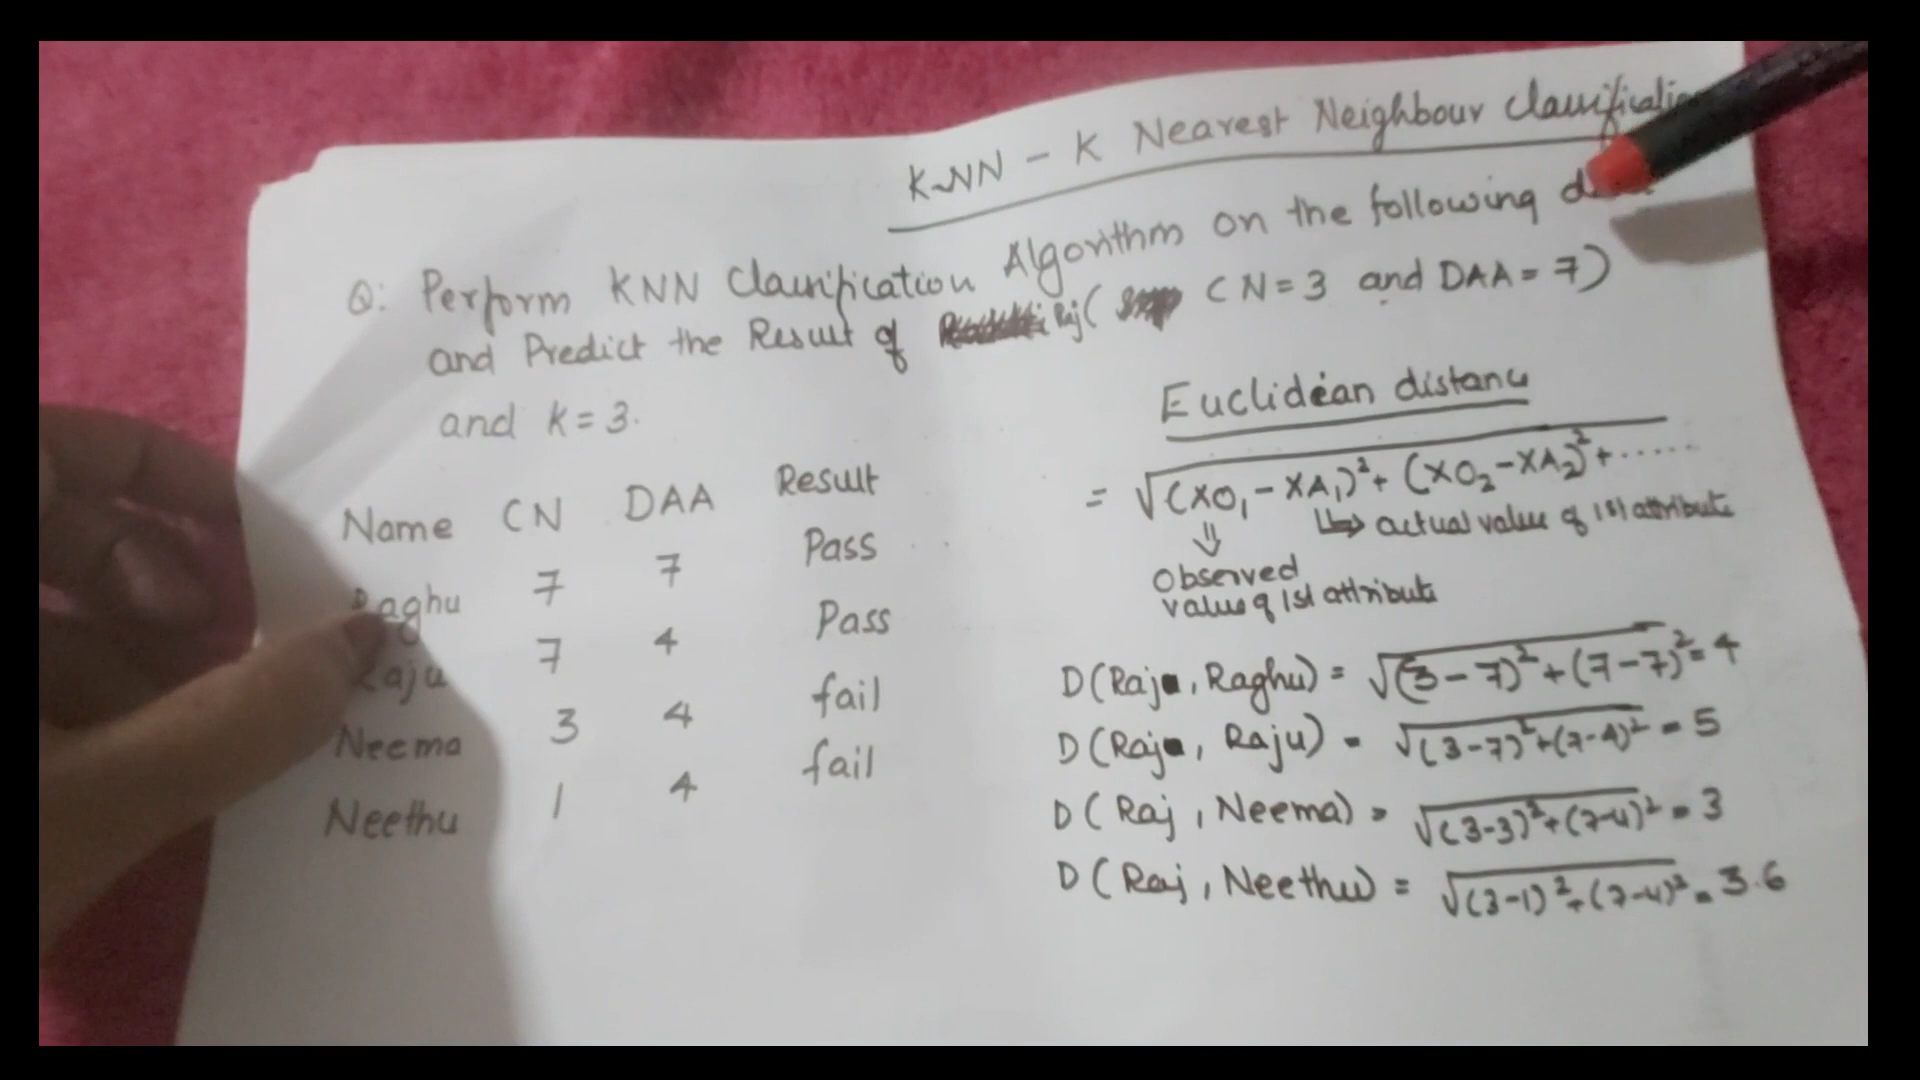 KNN - K Nearest Neighbour Classification
Q: Perform KNN Classification Algorithm on the following
and Predict the Result of Raj ( CN=3 and DAA=7)
and k=3.
Name CN DAA Result
Raghu 7 7 Pass
Raju 7 4 Pass
Neema 3 4 fail
Neethu 1 4 fail
Euclidean distance
= √(XO₁-XA₁)²+(XO₂-XA₂)²+......
↳ actual value of 1st attribute
⇓
Observed
value of 1st attribute
D(Raj, Raghu) = √(3-7)²+(7-7)² = 4
D(Raj, Raju) = √(3-7)²+(7-4)² = 5
D(Raj, Neema) = √(3-3)²+(7-4)² = 3
D(Raj, Neethu) = √(3-1)²+(7-4)² = 3.6